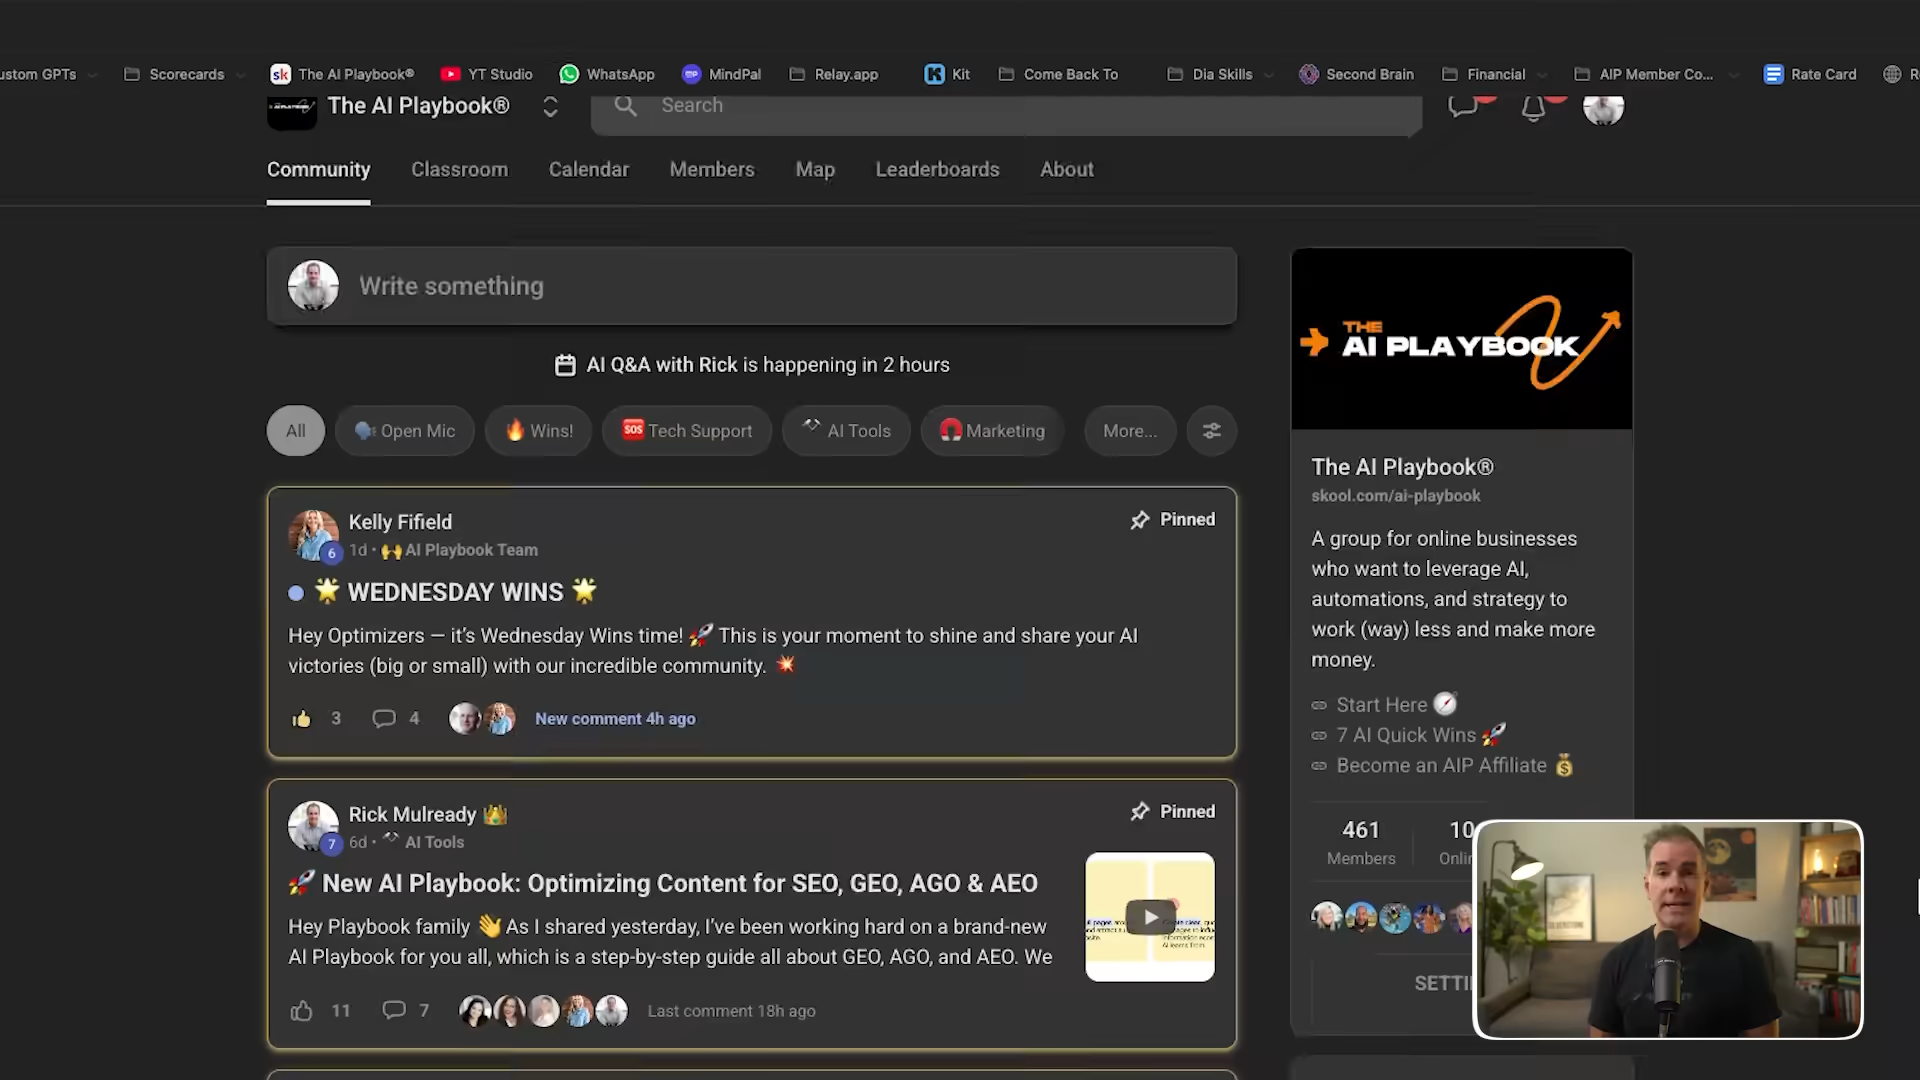 ustom GPTs
Scorecards
sk The AI Playbook®
YT Studio
WhatsApp
MP MindPal
Relay.app
K Kit
Come Back To
Dia Skills
Second Brain
Financial
AIP Member Co...
Rate Card
The AI Playbook®
Search
Community
Classroom
Calendar
Members
Map
Leaderboards
About
Write something
AI Q&A with Rick is happening in 2 hours
All
Open Mic
Wins!
SOS Tech Support
AI Tools
Marketing
More...
Kelly Fifield
Pinned
6 1d • 🙌 AI Playbook Team
🌟 WEDNESDAY WINS 🌟
Hey Optimizers — it's Wednesday Wins time! 🚀 This is your moment to shine and share your AI
victories (big or small) with our incredible community. 💥
3
4
New comment 4h ago
Rick Mulready 👑
Pinned
7 6d • AI Tools
🚀 New AI Playbook: Optimizing Content for SEO, GEO, AGO & AEO
Hey Playbook family 👋 As I shared yesterday, I've been working hard on a brand-new
AI Playbook for you all, which is a step-by-step guide all about GEO, AGO, and AEO. We
11
7
Last comment 18h ago
THE
AI PLAYBOOK
The AI Playbook®
skool.com/ai-playbook
A group for online businesses
who want to leverage AI,
automations, and strategy to
work (way) less and make more
money.
Start Here 🧭
7 AI Quick Wins 🚀
Become an AIP Affiliate 💰
461
Members
10
Onlin
SETTI